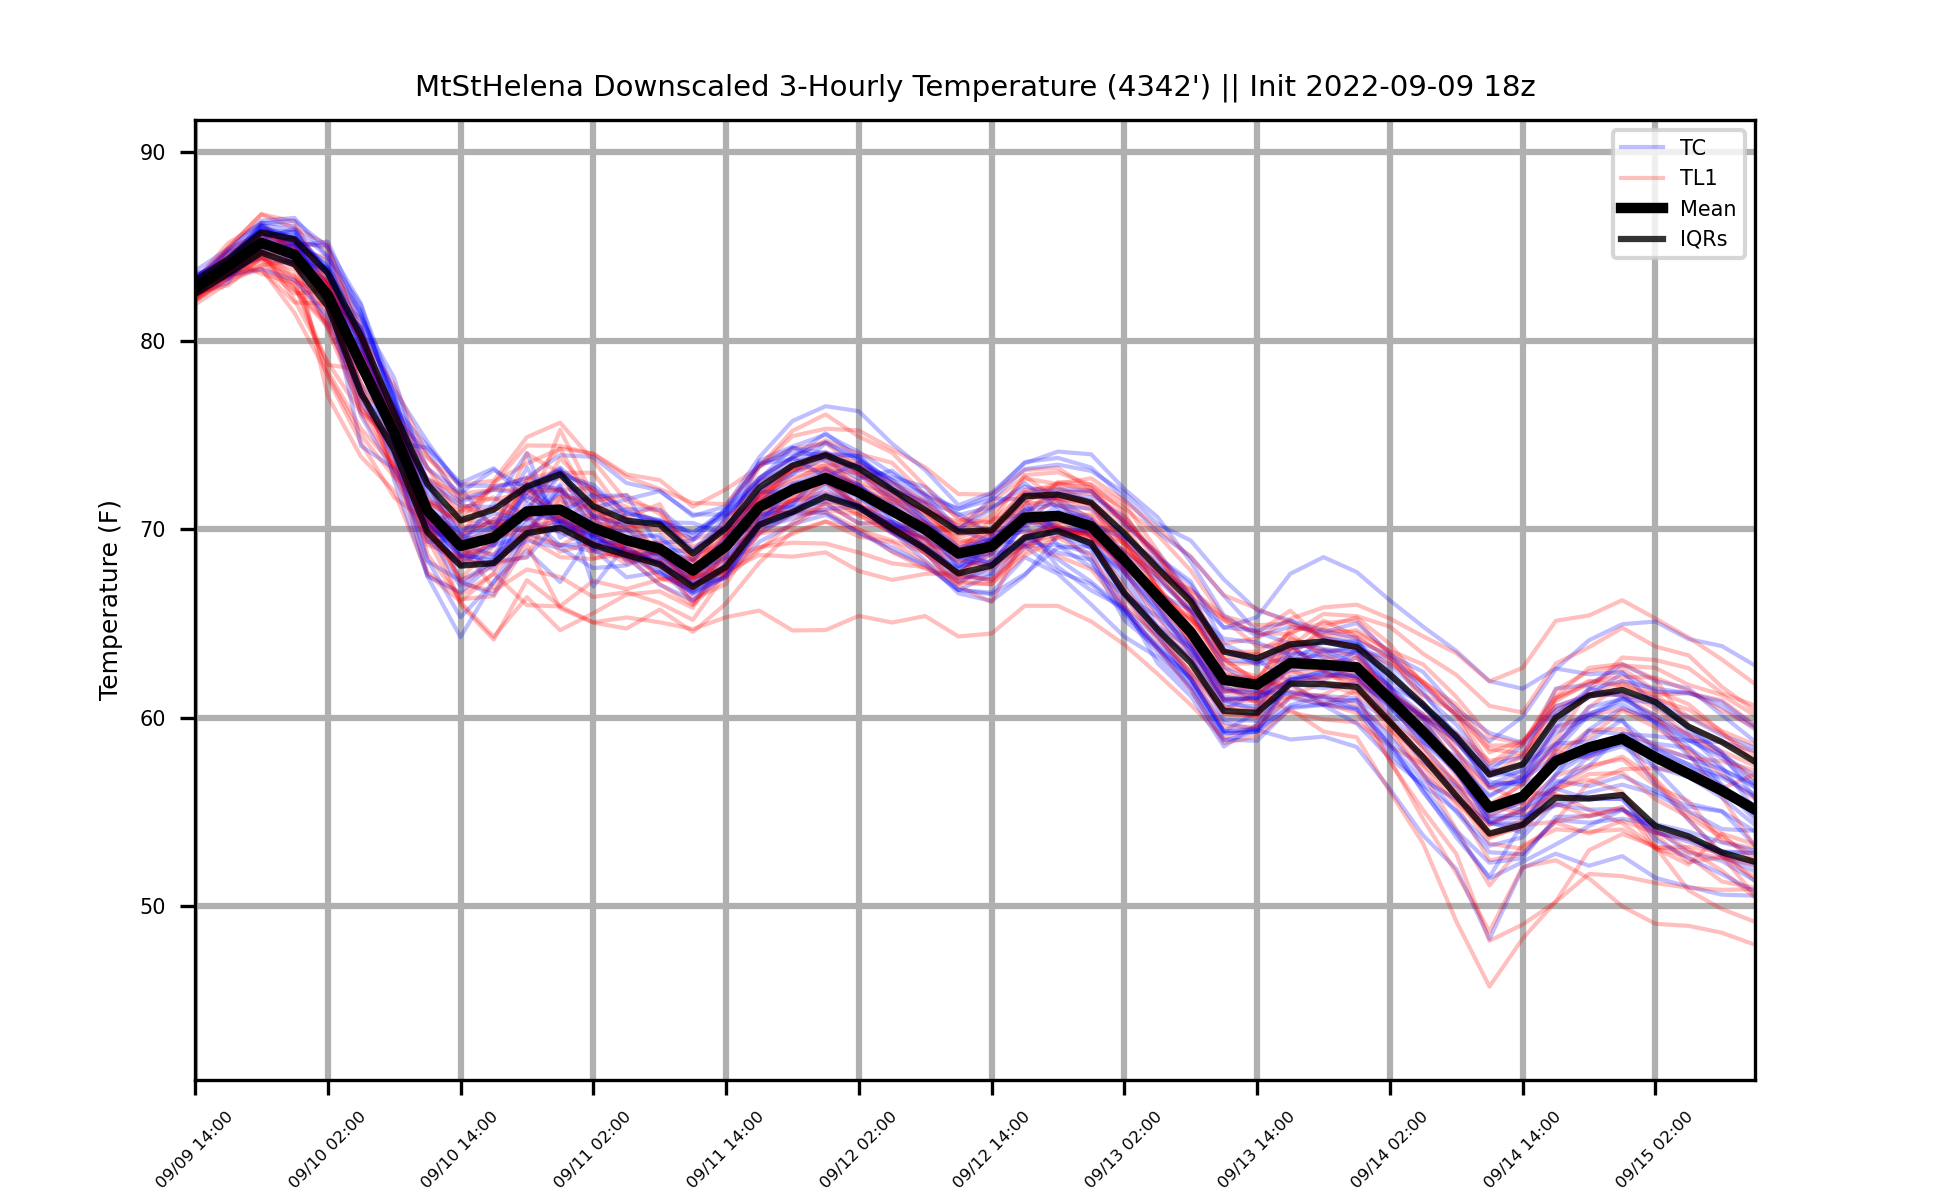 MtStHelena Downscaled 3-Hourly Temperature (4342') || Init 2022-09-09 18z
TC
TL1
Mean
IQRs
Temperature (F)
90
80
70
60
50
09/09 14:00
09/10 02:00
09/10 14:00
09/11 02:00
09/11 14:00
09/12 02:00
09/12 14:00
09/13 02:00
09/13 14:00
09/14 02:00
09/14 14:00
09/15 02:00